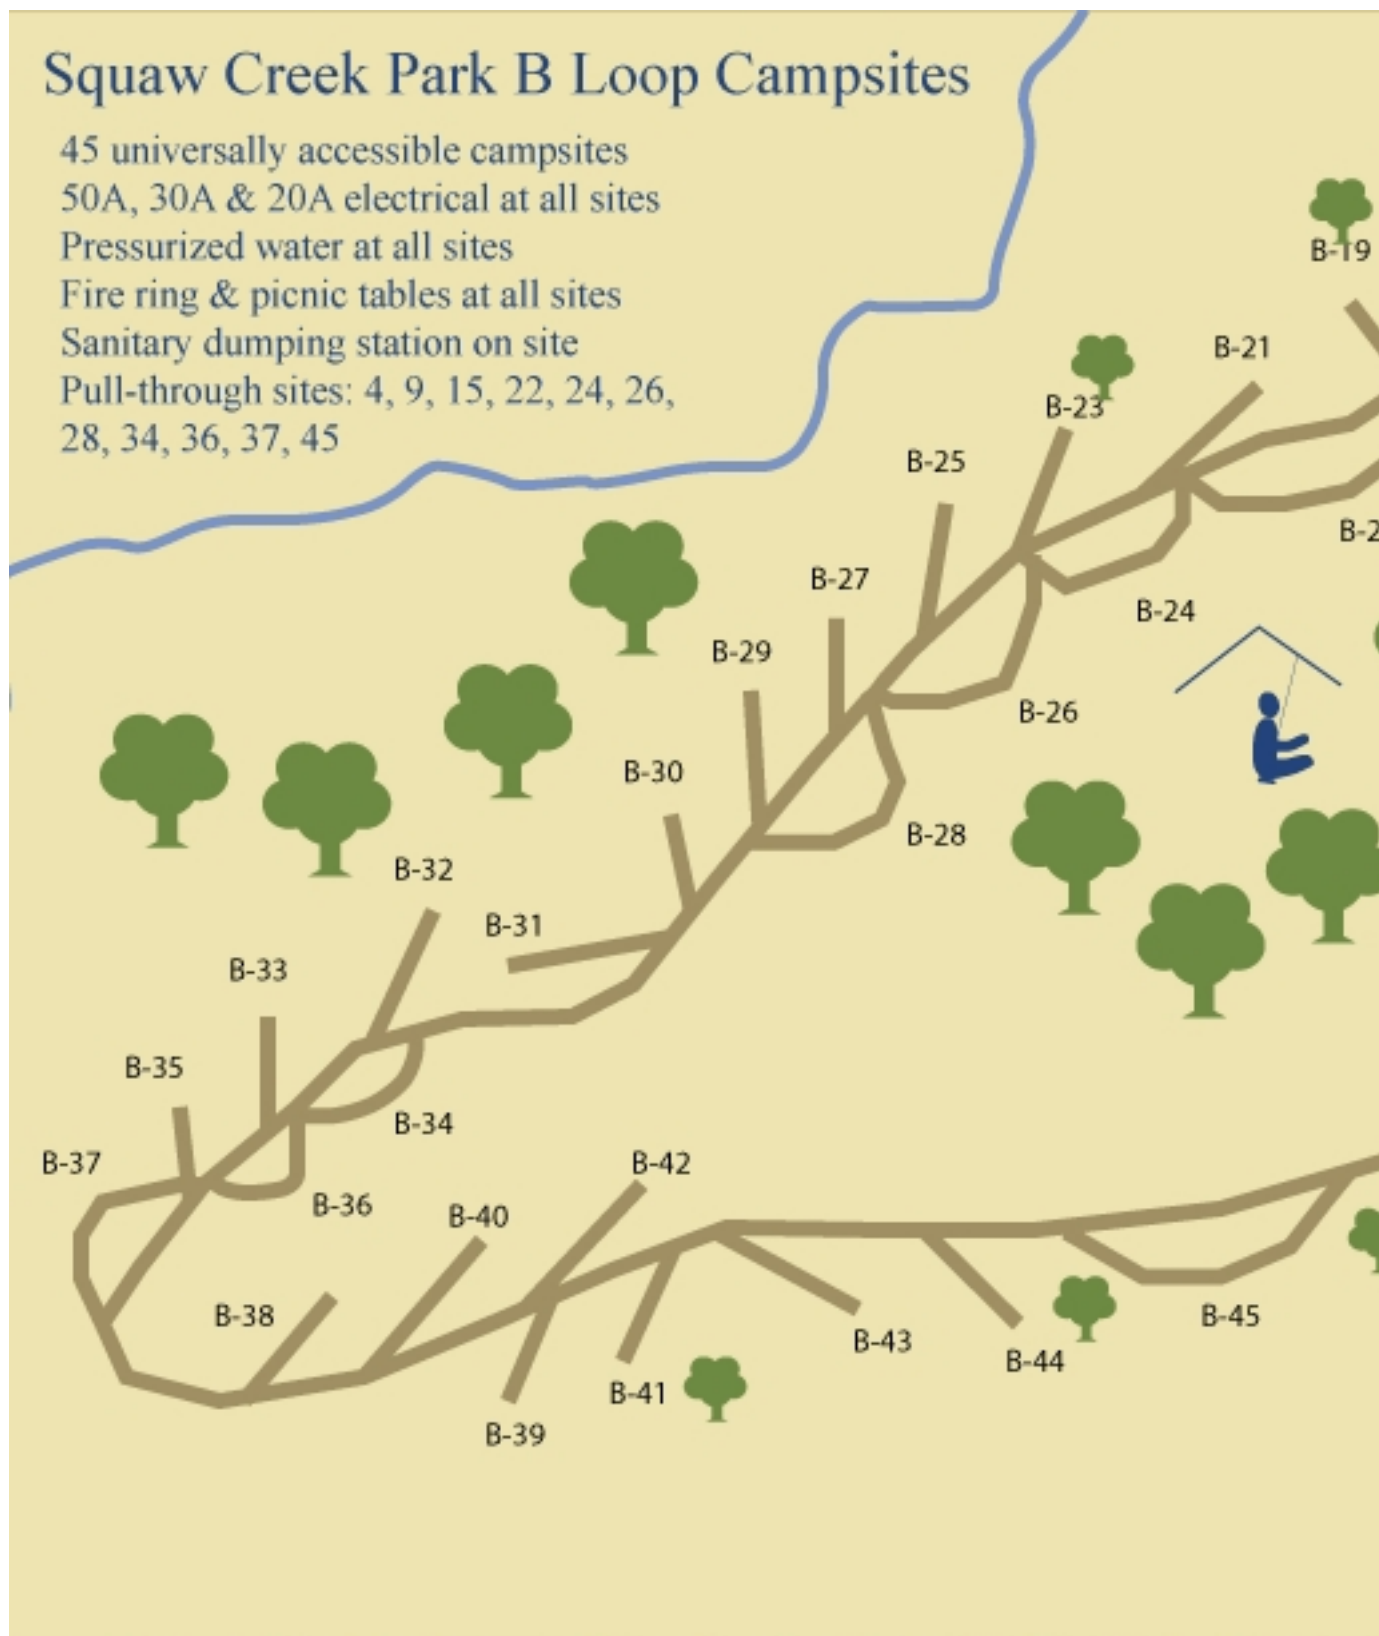 Squaw Creek Park B Loop Campsites
45 universally accessible campsites
50A, 30A & 20A electrical at all sites
Pressurized water at all sites
Fire ring & picnic tables at all sites
Sanitary dumping station on site
Pull-through sites: 4, 9, 15, 22, 24, 26,
28, 34, 36, 37, 45
B-19
B-21
B-23
B-25
B-2
B-27
B-24
B-29
B-26
B-30
B-28
B-32
B-31
B-33
B-35
B-34
B-37
B-42
B-36
B-40
B-38
B-45
B-43
B-44
B-41
B-39